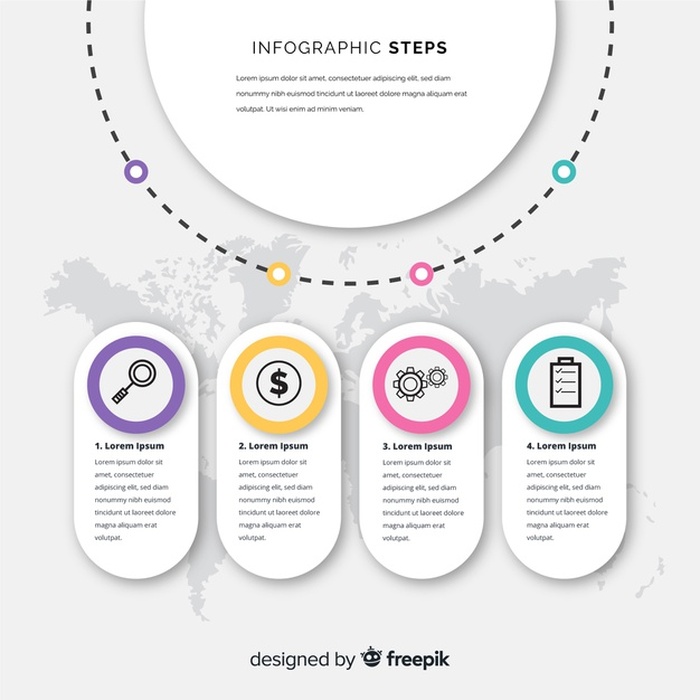 INFOGRAPHIC STEPS
Lorem ipsum dolor sit amet, consectetuer adipiscing elit, sed diam
nonummy nibh euismod tincidunt ut laoreet dolore magna aliquam erat
volutpat. Ut wisi enim ad minim veniam.
$
1. Lorem Ipsum
Lorem ipsum dolor sit
amet, consectetuer
adipiscing elit, sed diam
nonummy nibh euismod
tincidunt ut laoreet dolore
magna aliquam erat
volutpat.
2. Lorem Ipsum
Lorem ipsum dolor sit
amet, consectetuer
adipiscing elit, sed diam
nonummy nibh euismod
tincidunt ut laoreet dolore
magna aliquam erat
volutpat.
3. Lorem Ipsum
Lorem ipsum dolor sit
amet, consectetuer
adipiscing elit, sed diam
nonummy nibh euismod
tincidunt ut laoreet dolore
magna aliquam erat
volutpat.
4. Lorem Ipsum
Lorem ipsum dolor sit
amet, consectetuer
adipiscing elit, sed diam
nonummy nibh euismod
tincidunt ut laoreet dolore
magna aliquam erat
volutpat.
designed by freepik